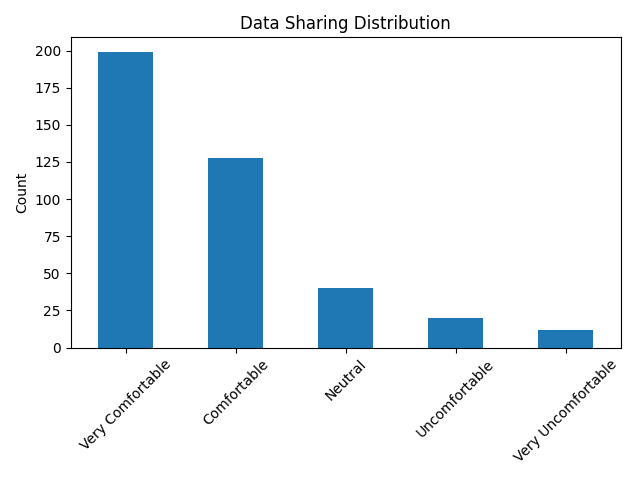 Data Sharing Distribution
Count
200
175
150
125
100
75
50
25
0
Very Comfortable
Comfortable
Neutral
Uncomfortable
Very Uncomfortable